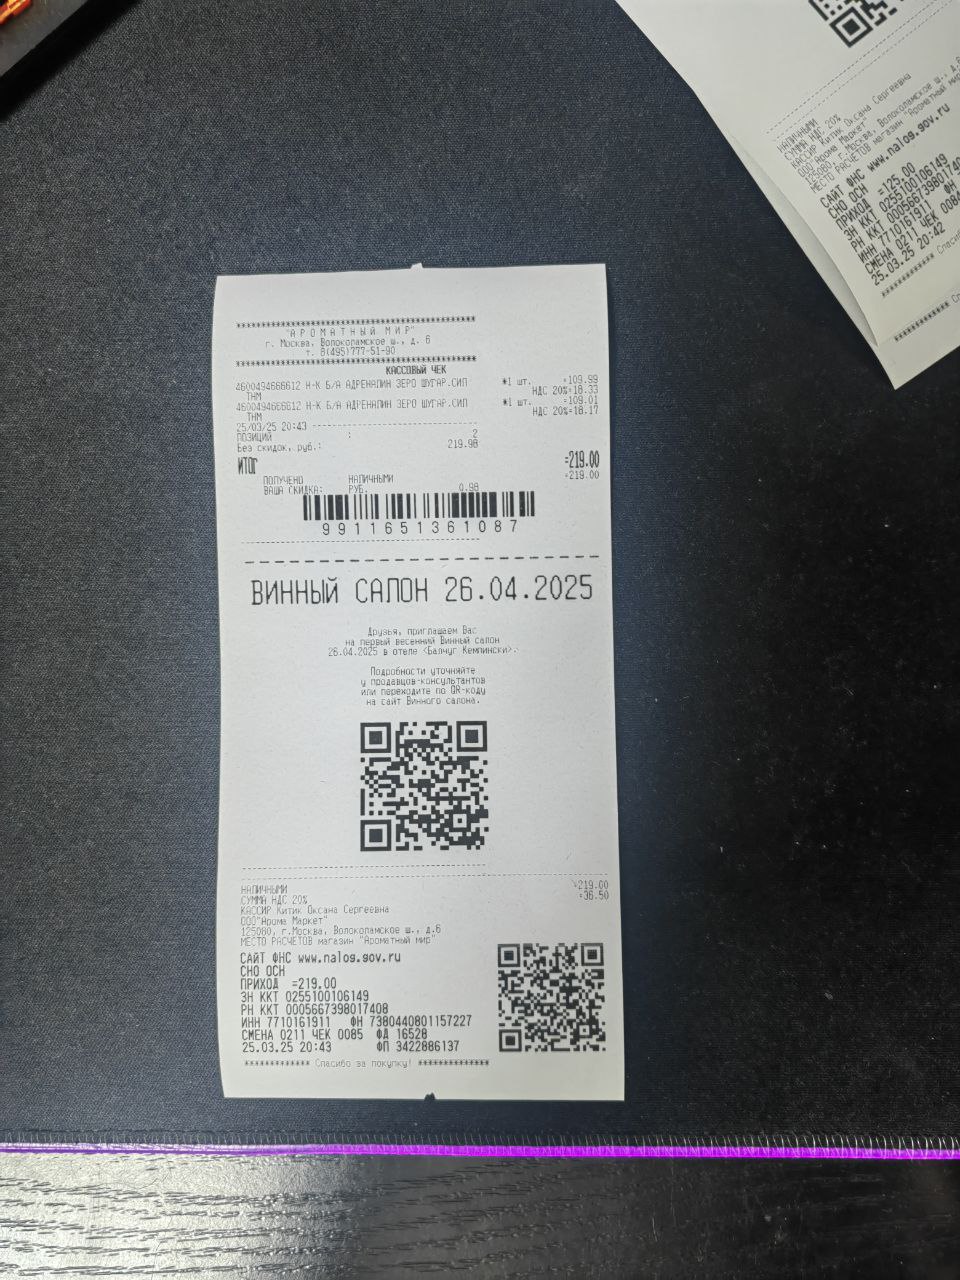 "АРОМАТНЫЙ МИР"
г. Москва, Волоколамское ш., д. 6
т. 8(495)777-51-90
КАССОВЫЙ ЧЕК
4600494666612 Н-К Б/А АДРЕНАЛИН ЗЕРО ШУГАР.СИЛ *1 шт. =109.99
ТНМ НДС 20%=18.33
4600494666612 Н-К Б/А АДРЕНАЛИН ЗЕРО ШУГАР.СИЛ *1 шт. =109.01
ТНМ НДС 20%=18.17
25/03/25 20:43
ПОЗИЦИЙ : 2
Без скидок, руб.: 219.98
ИТОГ =219.00
ПОЛУЧЕНО НАЛИЧНЫМИ =219.00
ВАША СКИДКА: РУБ. 0.98
9911651361087
ВИННЫЙ САЛОН 26.04.2025
Друзья, приглашаем Вас
на первый весенний Винный салон
26.04.2025 в отеле <Балчуг Кемпински>.
Подробности уточняйте
у продавцов-консультантов
или переходите по QR-коду
на сайт Винного салона.
НАЛИЧНЫМИ =219.00
СУММА НДС 20% =36.50
КАССИР Китик Оксана Сергеевна
ООО"Арома Маркет"
125080, г.Москва, Волоколамское ш., д.6
МЕСТО РАСЧЕТОВ магазин "Ароматный мир"
САЙТ ФНС www.nalog.gov.ru
СНО ОСН
ПРИХОД =219.00
ЗН ККТ 0255100106149
РН ККТ 0005667398017408
ИНН 7710161911 ФН 7380440801157227
СМЕНА 0211 ЧЕК 0085 ФД 16528
25.03.25 20:43 ФП 3422886137
************* Спасибо за покупку! **************
НАЛИЧНЫМИ
СУММА НДС 20%
КАССИР Китик Оксана Сергеевна
ООО"Арома Маркет"
125080, г.Москва, Волоколамское ш., д.6
МЕСТО РАСЧЕТОВ магазин "Ароматный мир
САЙТ ФНС www.nalog.gov.ru
СНО ОСН
ПРИХОД =125.00
ЗН ККТ 0255100106149
РН ККТ 00056673980174
ИНН 7710161911 ФН
СМЕНА 0211 ЧЕК 0084
25.03.25 20:42